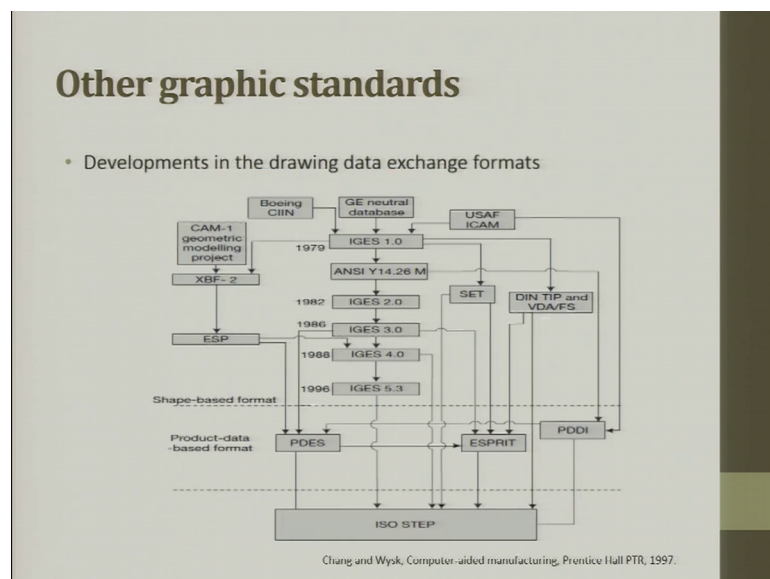 Other graphic standards
• Developments in the drawing data exchange formats
Boeing
CIIN
GE neutral
database
USAF
ICAM
CAM-1
geometric
modelling
project
1979
IGES 1.0
ANSI Y14.26 M
XBF- 2
SET
DIN TIP and
VDA/FS
1982
IGES 2.0
1986
IGES 3.0
ESP
1988
IGES 4.0
1996
IGES 5.3
Shape-based format
Product-data
-based format
PDES
ESPRIT
PDDI
ISO STEP
Chang and Wysk, Computer-aided manufacturing, Prentice Hall PTR, 1997.